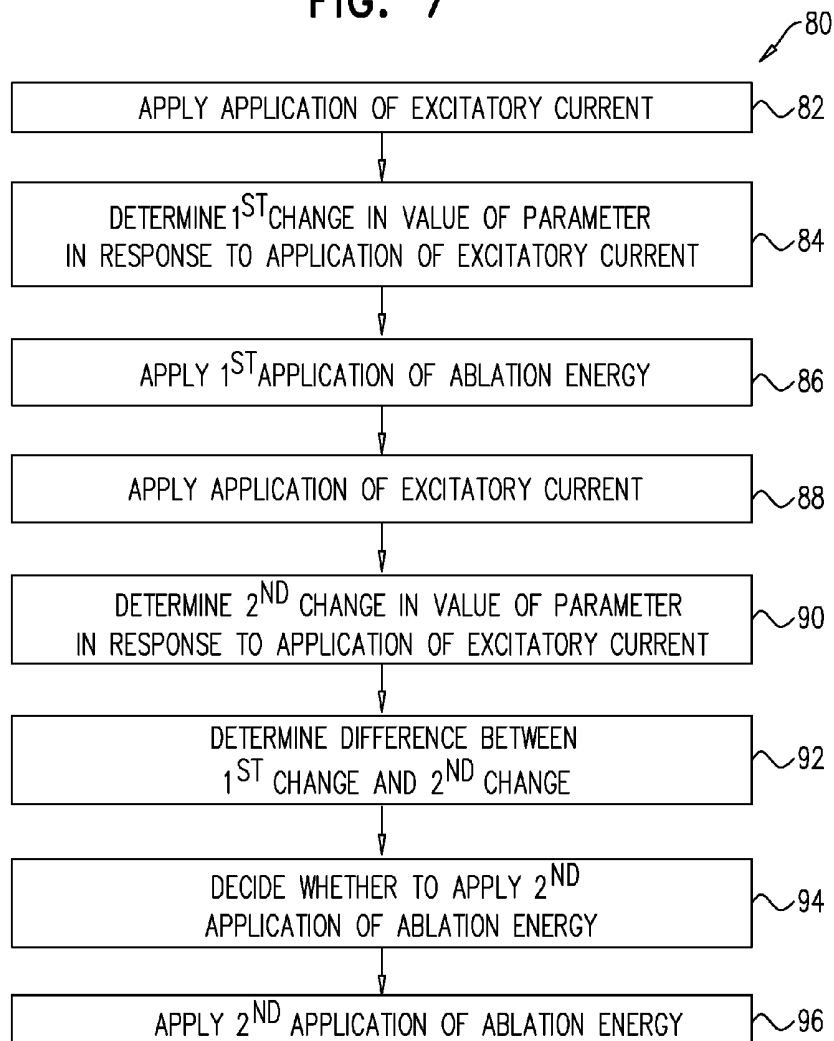 FIG. 7
80
APPLY APPLICATION OF EXCITATORY CURRENT
82
DETERMINE 1ST CHANGE IN VALUE OF PARAMETER
IN RESPONSE TO APPLICATION OF EXCITATORY CURRENT
84
APPLY 1ST APPLICATION OF ABLATION ENERGY
86
APPLY APPLICATION OF EXCITATORY CURRENT
88
DETERMINE 2ND CHANGE IN VALUE OF PARAMETER
IN RESPONSE TO APPLICATION OF EXCITATORY CURRENT
90
DETERMINE DIFFERENCE BETWEEN
1ST CHANGE AND 2ND CHANGE
92
DECIDE WHETHER TO APPLY 2ND
APPLICATION OF ABLATION ENERGY
94
APPLY 2ND APPLICATION OF ABLATION ENERGY
96